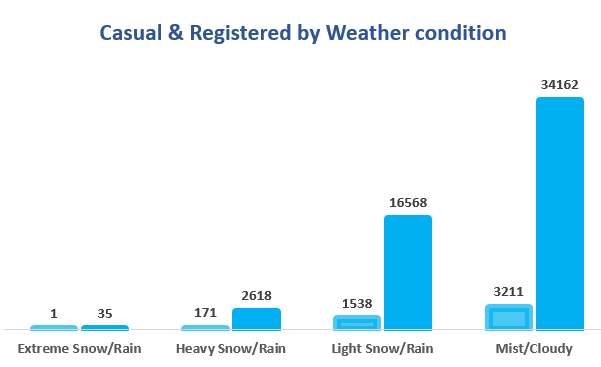 Casual & Registered by Weather condition
34162
16568
3211
2618
1538
171
1
35
Extreme Snow/Rain
Heavy Snow/Rain
Light Snow/Rain
Mist/Cloudy